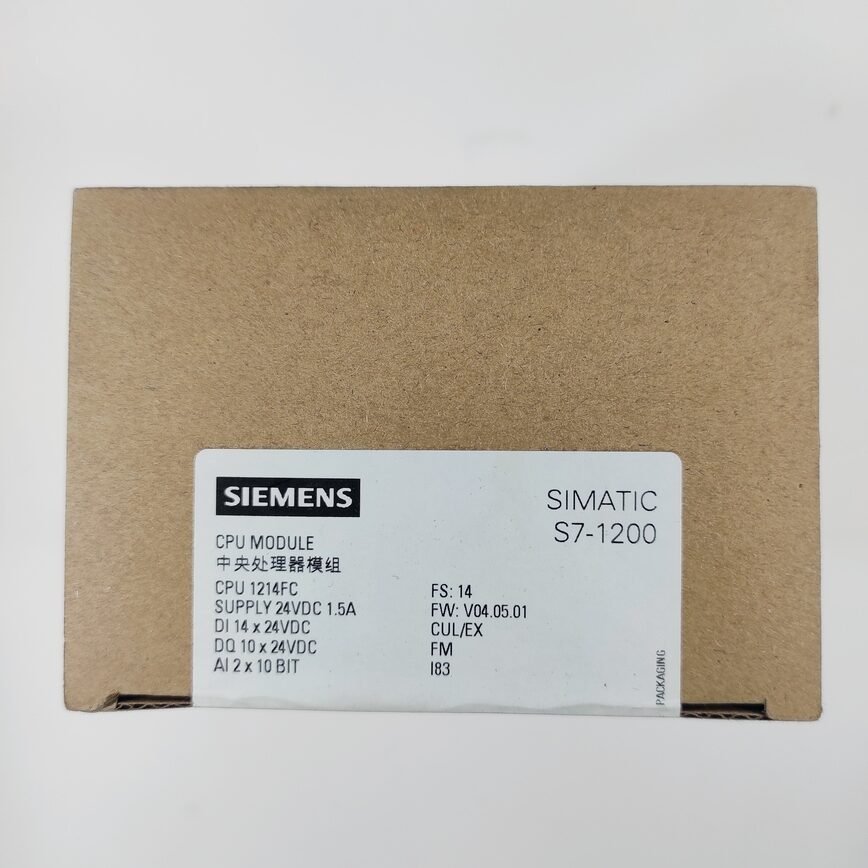 SIEMENS
SIMATIC
S7-1200
CPU MODULE
中央处理器模组
CPU 1214FC
SUPPLY 24VDC 1.5A
DI 14 x 24VDC
DQ 10 x 24VDC
AI 2 x 10 BIT
FS: 14
FW: V04.05.01
CUL/EX
FM
I83
PACKAGING